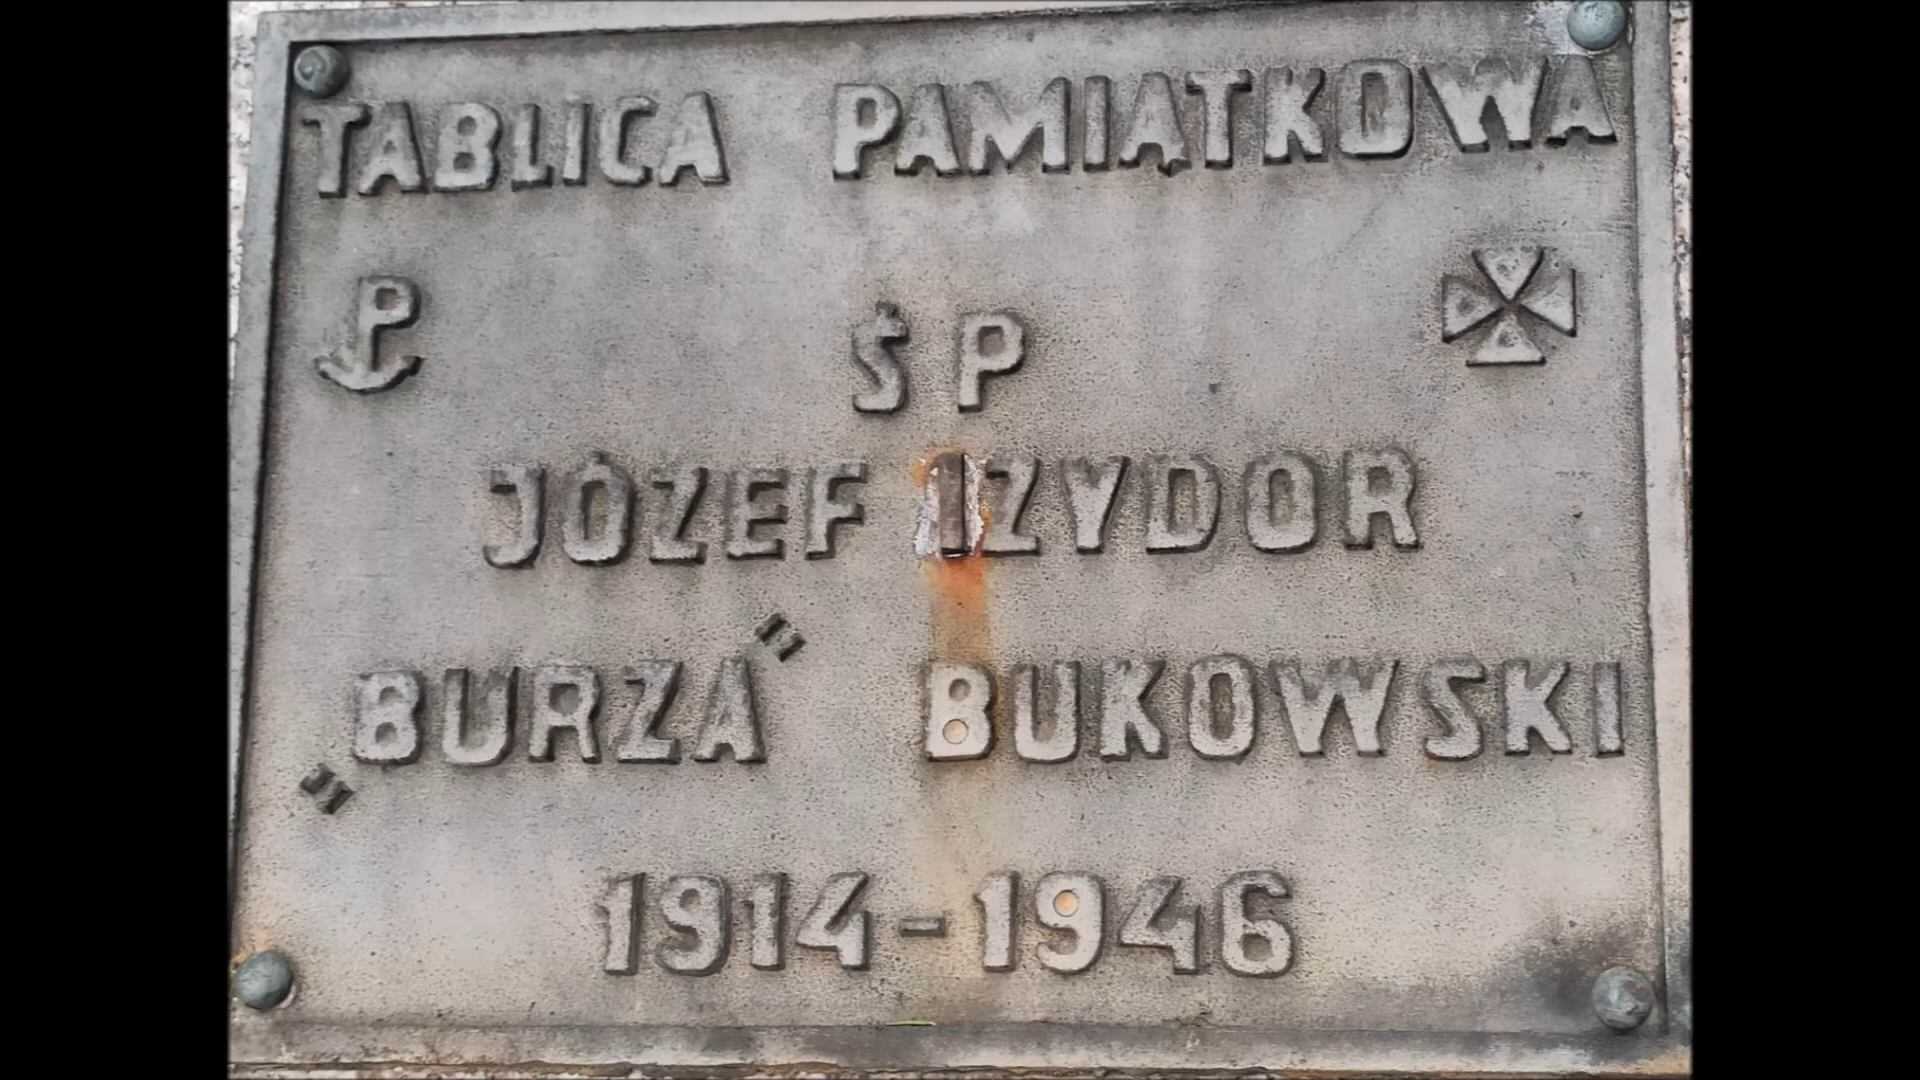 TABLICA PAMIĄTKOWA
ŚP
JÓZEF IZYDOR
„BURZA" BUKOWSKI
1914-1946